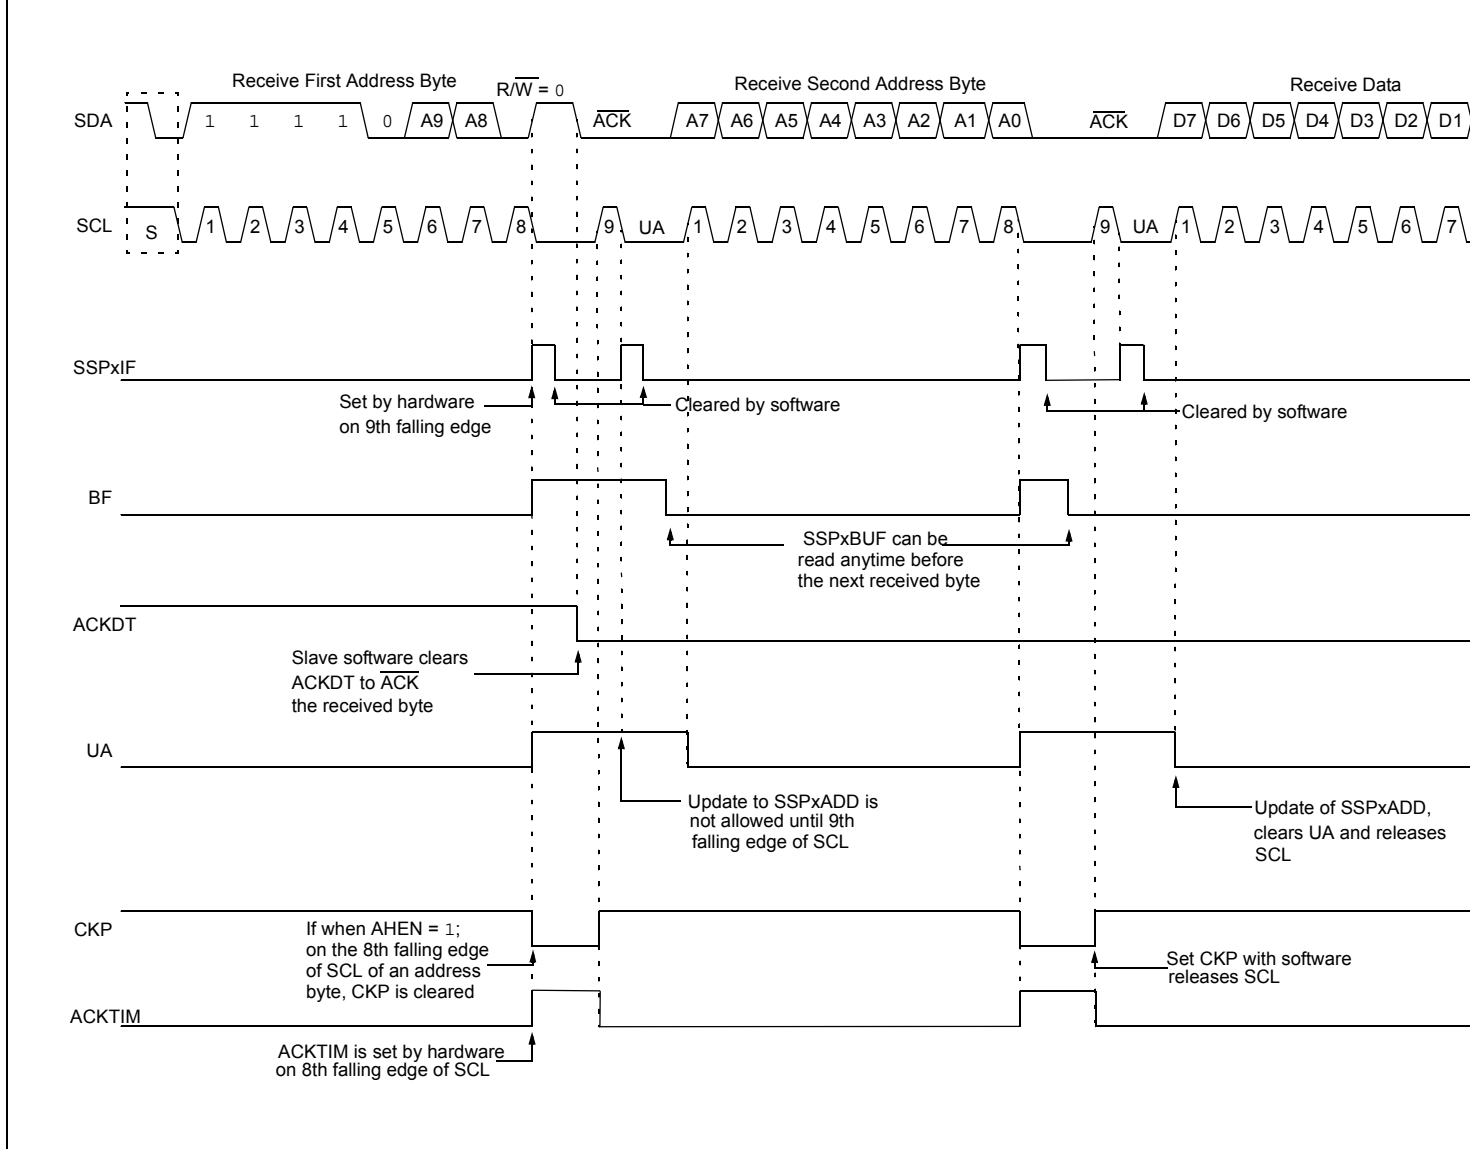 Receive First Address Byte
R/W = 0
Receive Second Address Byte
Receive Data
SDA
1 1 1 1 0 A9 A8
ACK
A7 A6 A5 A4 A3 A2 A1 A0
ACK
D7 D6 D5 D4 D3 D2 D1
SCL
S
1 2 3 4 5 6 7 8 9 UA 1 2 3 4 5 6 7 8 9 UA 1 2 3 4 5 6 7
SSPxIF
Set by hardware
on 9th falling edge
Cleared by software
Cleared by software
BF
SSPxBUF can be
read anytime before
the next received byte
ACKDT
Slave software clears
ACKDT to ACK
the received byte
UA
Update to SSPxADD is
not allowed until 9th
falling edge of SCL
Update of SSPxADD,
clears UA and releases
SCL
CKP
If when AHEN = 1;
on the 8th falling edge
of SCL of an address
byte, CKP is cleared
Set CKP with software
releases SCL
ACKTIM
ACKTIM is set by hardware
on 8th falling edge of SCL